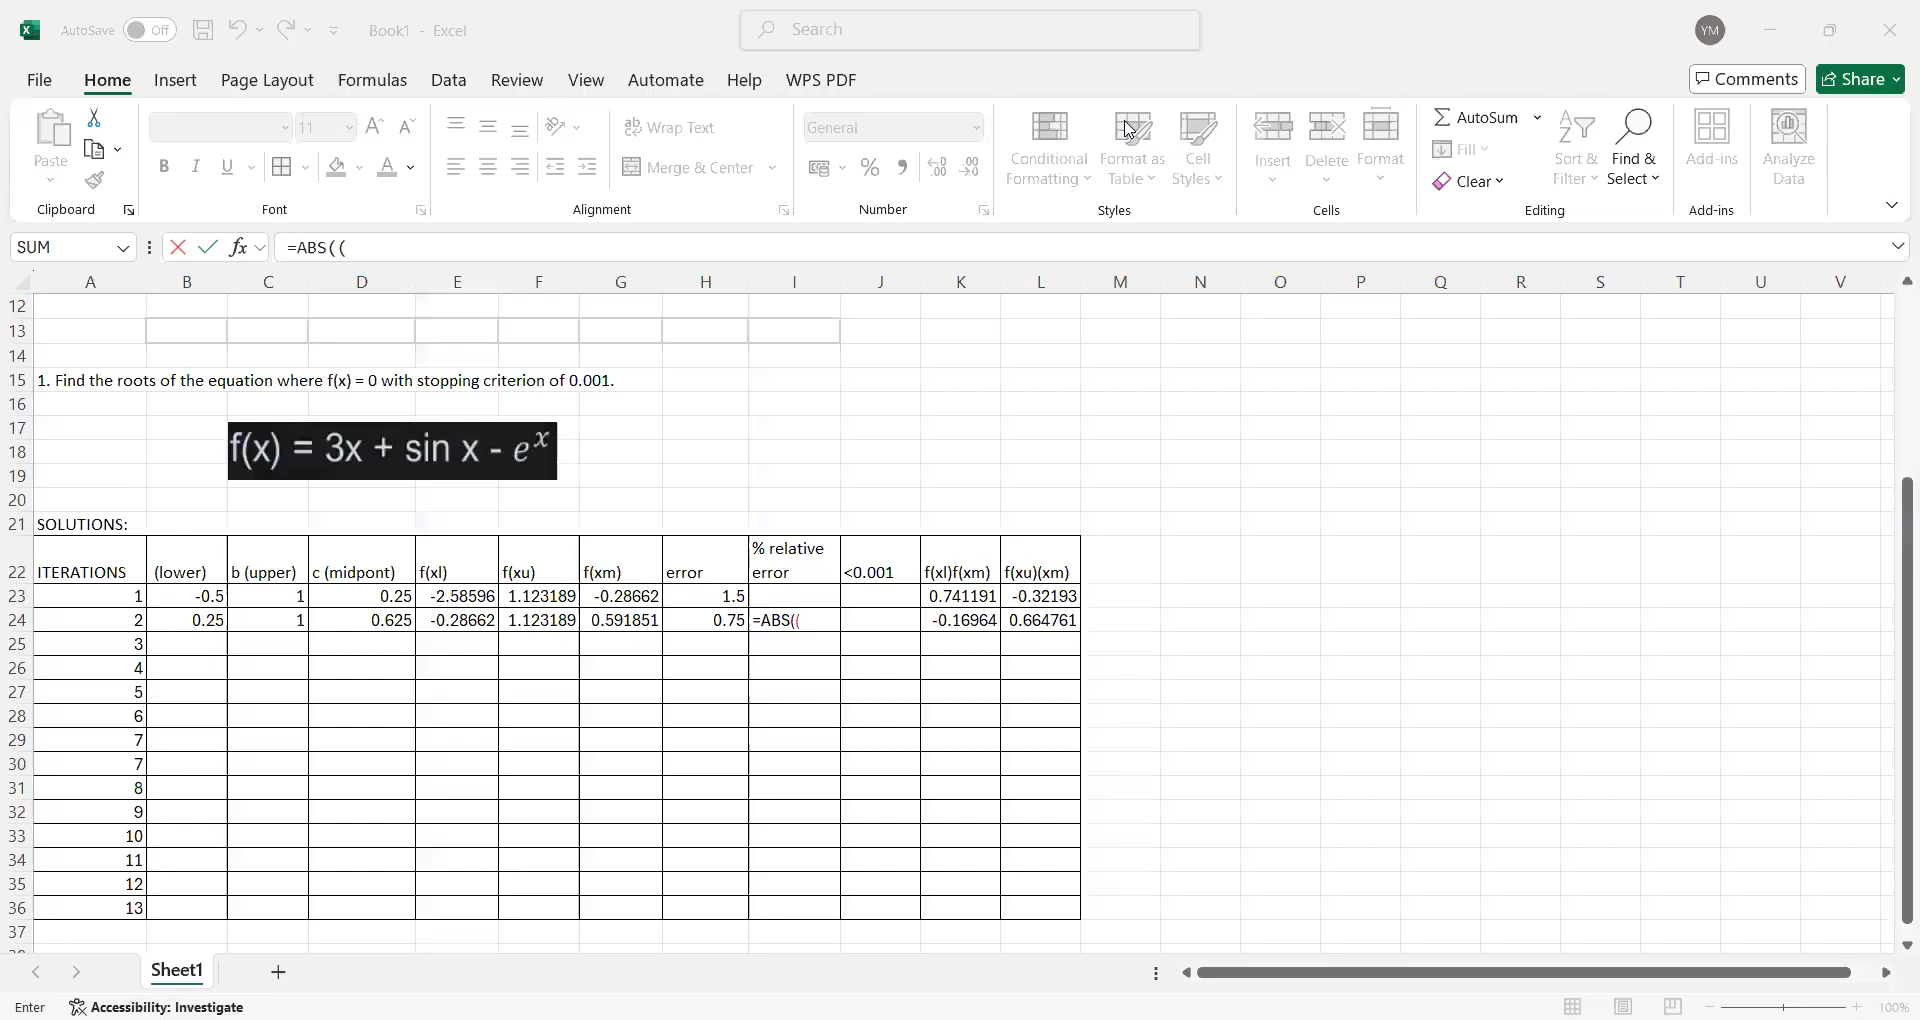 AutoSave Off Book1 - Excel Search YM
File Home Insert Page Layout Formulas Data Review View Automate Help WPS PDF Comments Share
Paste
Clipboard
11
B I U A
Font
Wrap Text
Merge & Center
Alignment
General
% , .00
Number
Conditional Formatting
Format as Table
Cell Styles
Styles
Insert Delete Format
Cells
AutoSum
Fill
Clear
Sort & Filter
Find & Select
Editing
Add-ins
Add-ins
Analyze Data
SUM fx =ABS((
A B C D E F G H I J K L M N O P Q R S T U V
12
13
14
15 1. Find the roots of the equation where f(x) = 0 with stopping criterion of 0.001.
16
17
18 f(x) = 3x + sin x - e^x
19
20
21 SOLUTIONS:
22 ITERATIONS (lower) b (upper) c (midpont) f(xl) f(xu) f(xm) error % relative error <0.001 f(xl)f(xm) f(xu)(xm)
23 1 -0.5 1 0.25 -2.58596 1.123189 -0.28662 1.5 0.741191 -0.32193
24 2 0.25 1 0.625 -0.28662 1.123189 0.591851 0.75 =ABS(( -0.16964 0.664761
25 3
26 4
27 5
28 6
29 7
30 7
31 8
32 9
33 10
34 11
35 12
36 13
37
Sheet1
Enter Accessibility: Investigate 100%